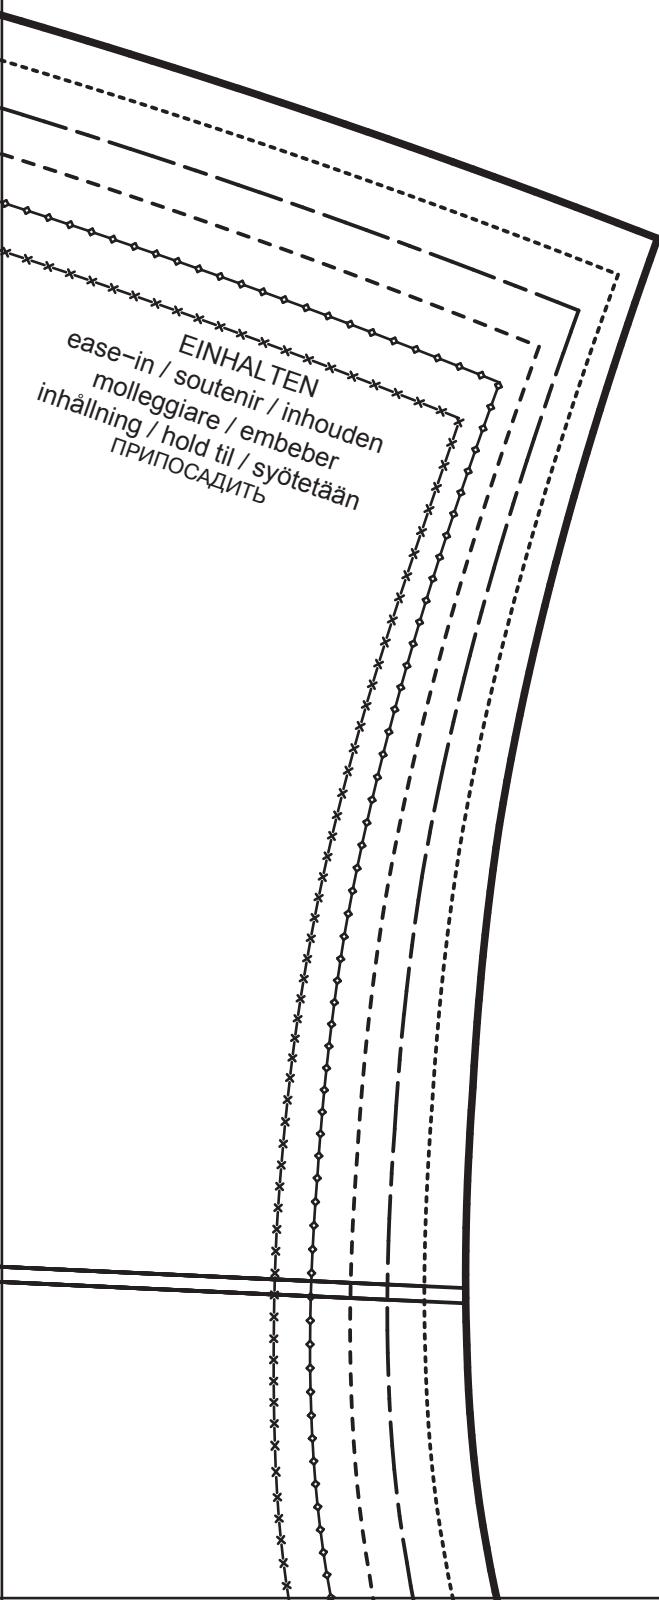 EINHALTEN
ease–in / soutenir / inhouden
molleggiare / embeber
inhållning / hold til / syötetään
ПРИПОСАДИТЬ